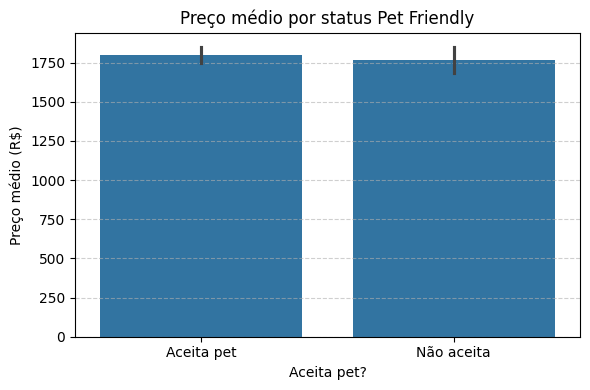 Preço médio por status Pet Friendly
Preço médio (R$)
1750
1500
1250
1000
750
500
250
0
Aceita pet
Não aceita
Aceita pet?